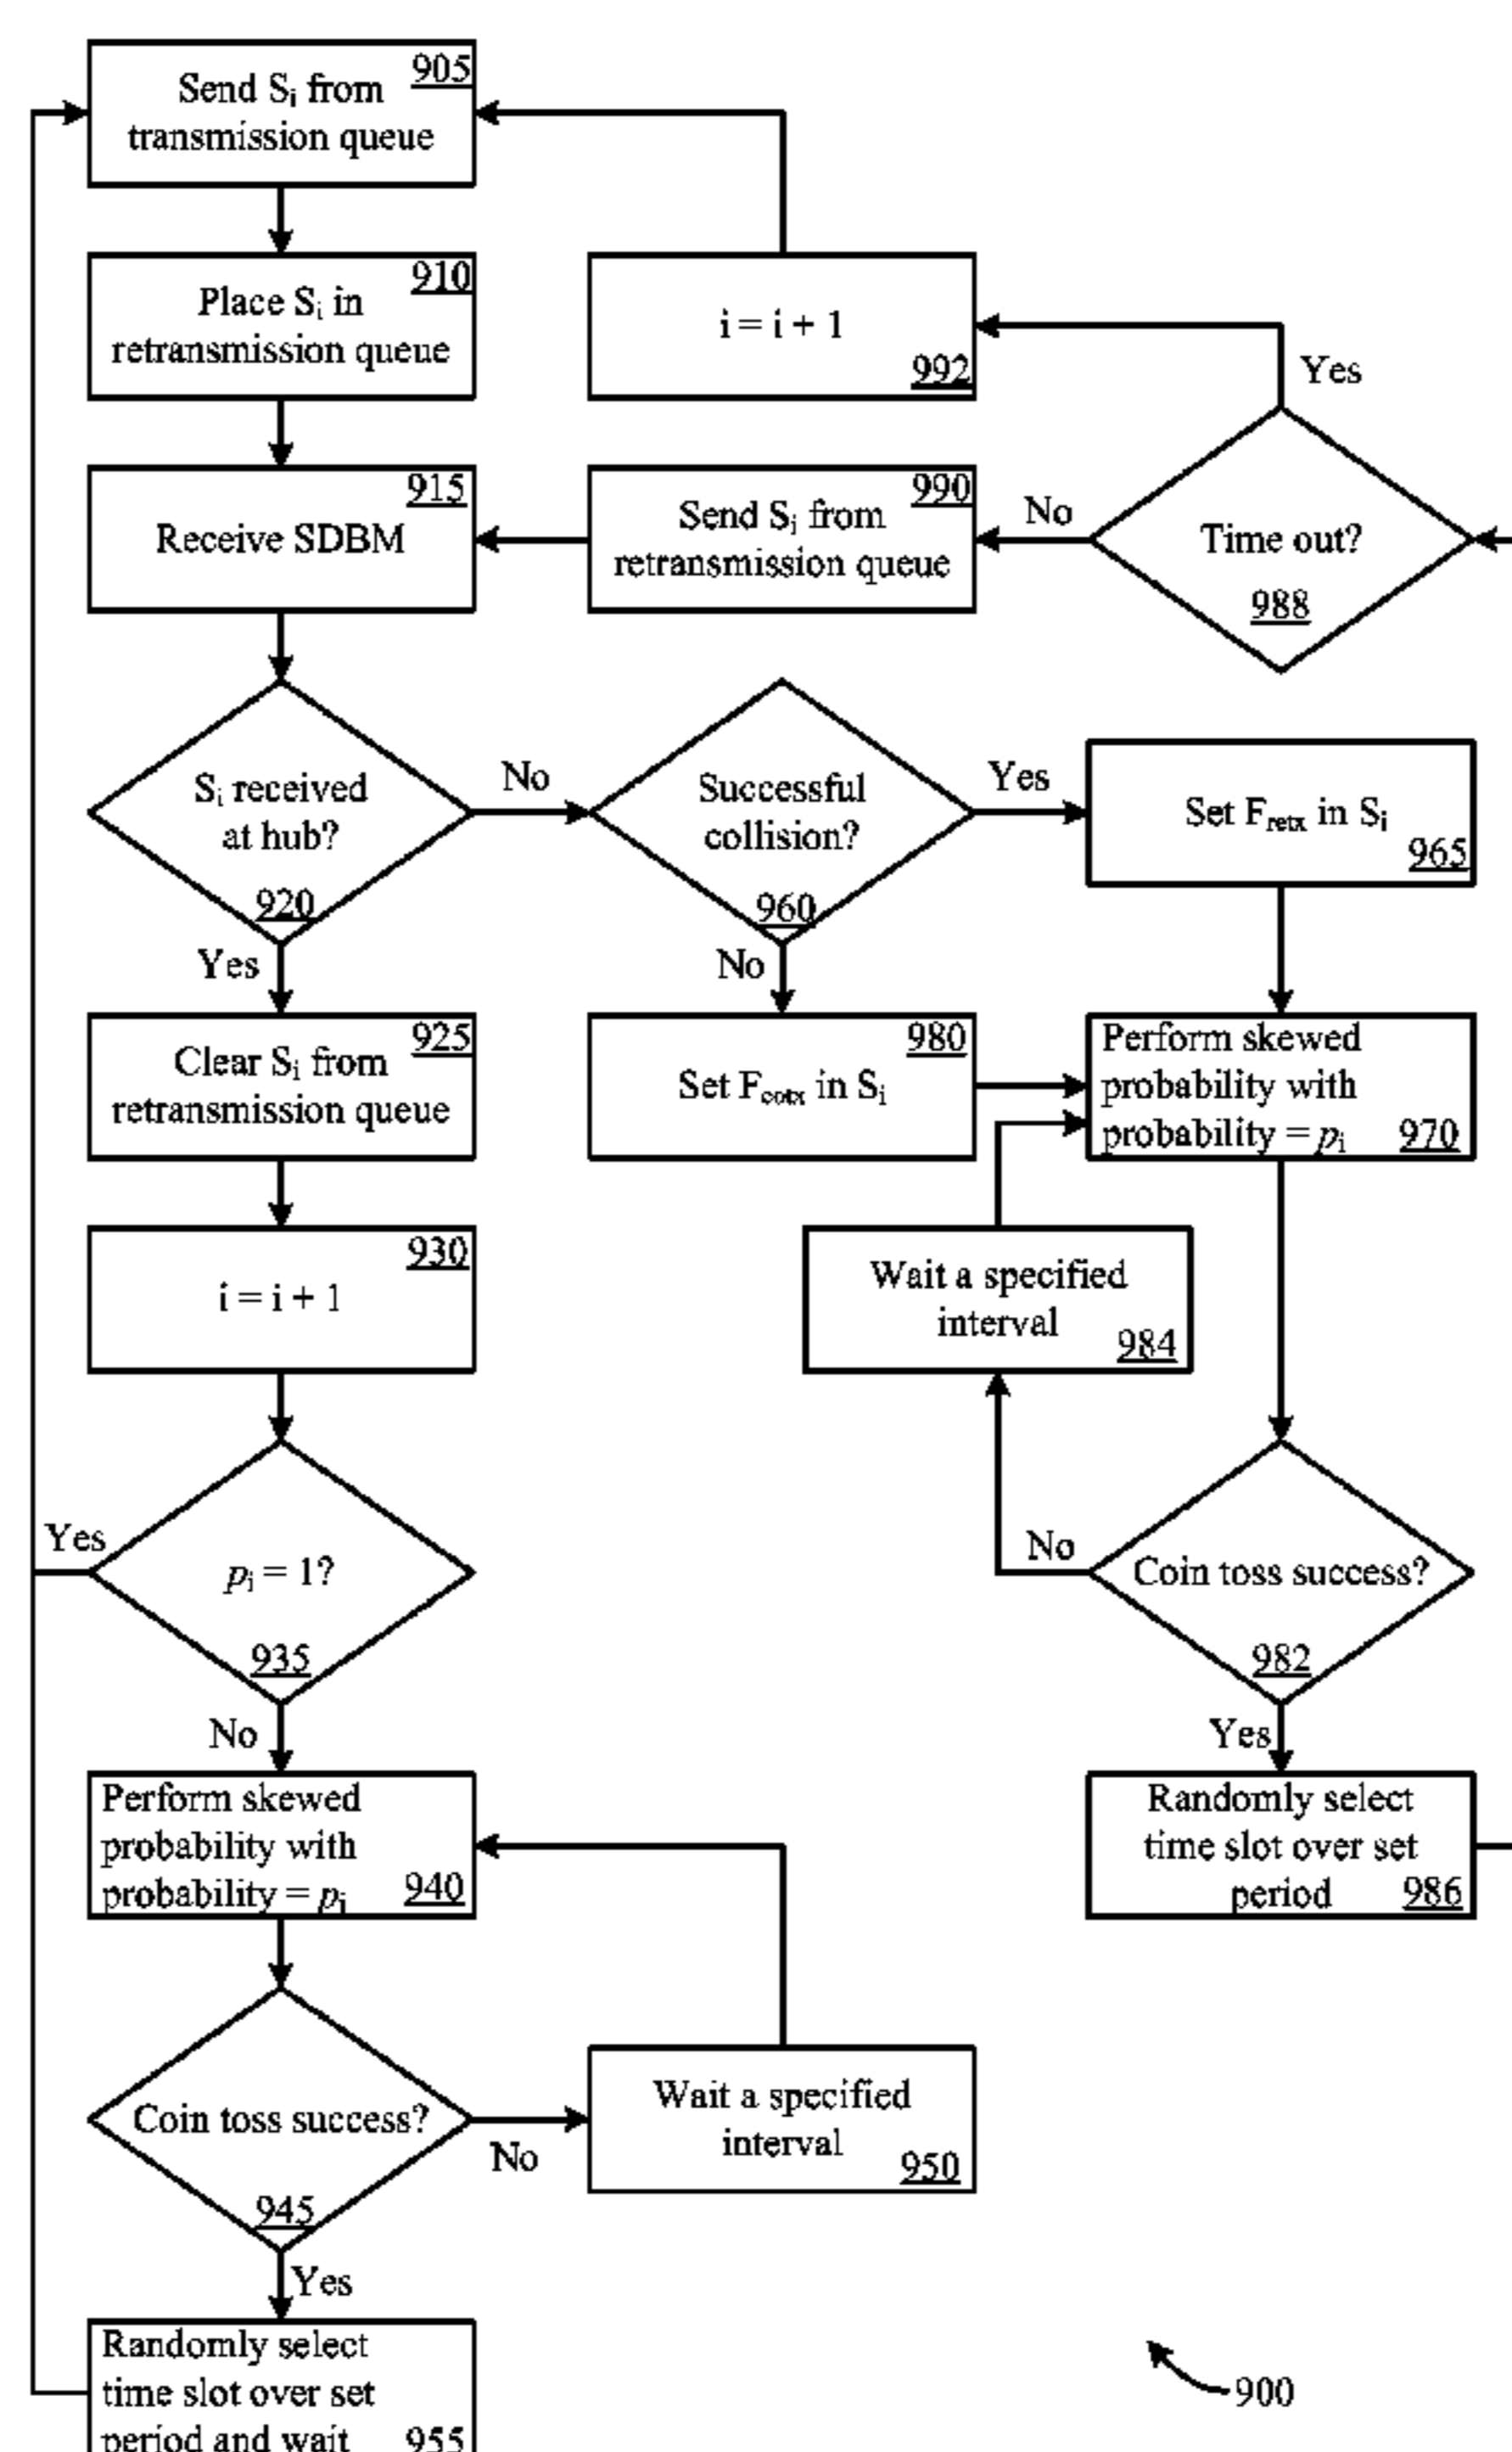 905
Send Si from
transmission queue
910
Place Si in
retransmission queue
i = i + 1
992
Yes
915
Receive SDBM
990
Send Si from
retransmission queue
No
Time out?
988
Si received
at hub?
920
No
Successful
collision?
960
Yes
Set Fretx in Si
965
Yes
No
925
Clear Si from
retransmission queue
980
Set Fcotx in Si
Perform skewed
probability with
probability = pi 970
930
i = i + 1
Wait a specified
interval
984
Yes
pi = 1?
935
No
Coin toss success?
982
No
Yes
Perform skewed
probability with
probability = pi 940
Randomly select
time slot over set
period 986
Coin toss success?
945
No
Wait a specified
interval
950
Yes
Randomly select
time slot over set
period and wait 955
900